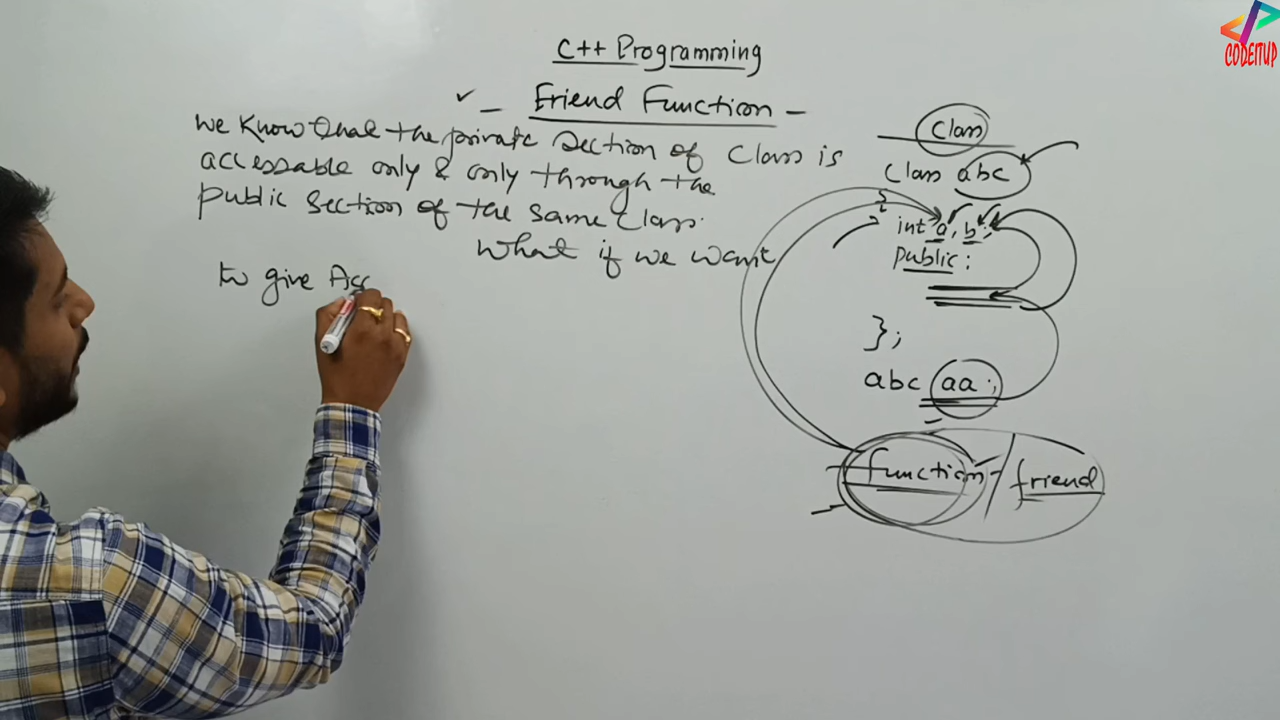 C++ Programming
✓ – Friend Function –
We know that the private Section of Class is
accessable only & only through the
public Section of the same Class.
What if we want
to give Acc
Class
Class abc
{
int a, b;
public:
};
abc aa;
function / friend
CODEITUP